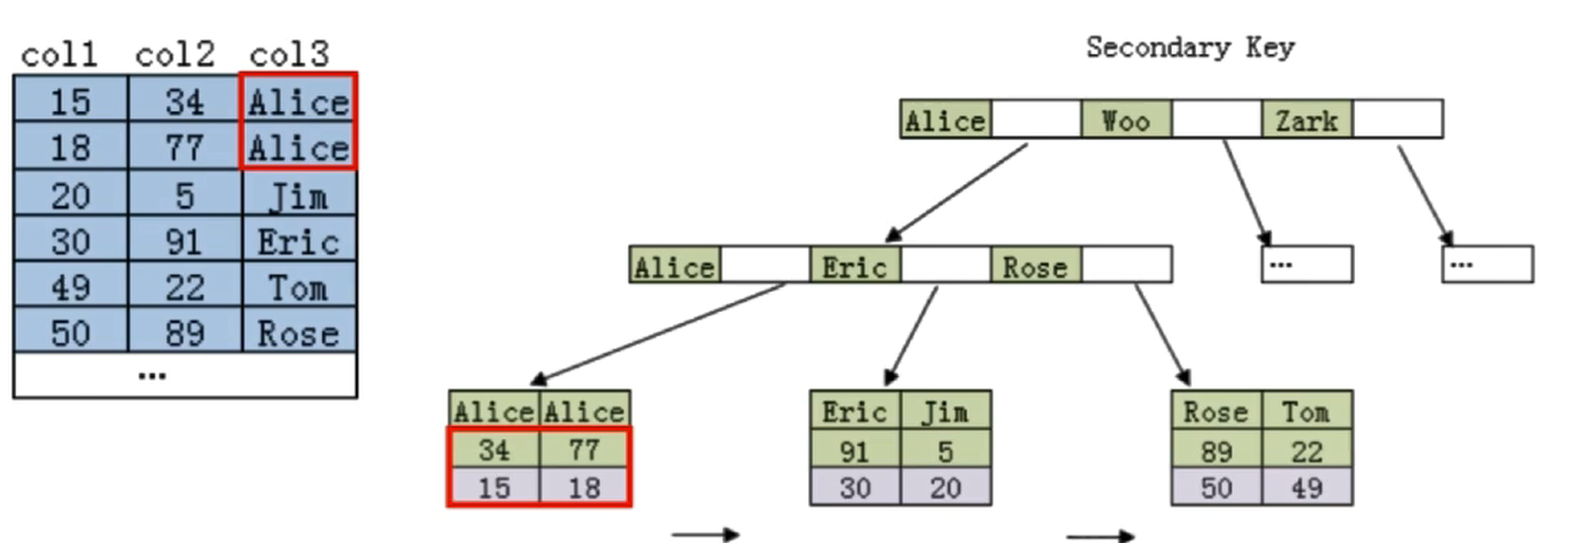 col1 col2 col3
15 34 Alice
18 77 Alice
20 5 Jim
30 91 Eric
49 22 Tom
50 89 Rose
...
Secondary Key
Alice Woo Zark
Alice Eric Rose
...
...
Alice Alice
34 77
15 18
Eric Jim
91 5
30 20
Rose Tom
89 22
50 49